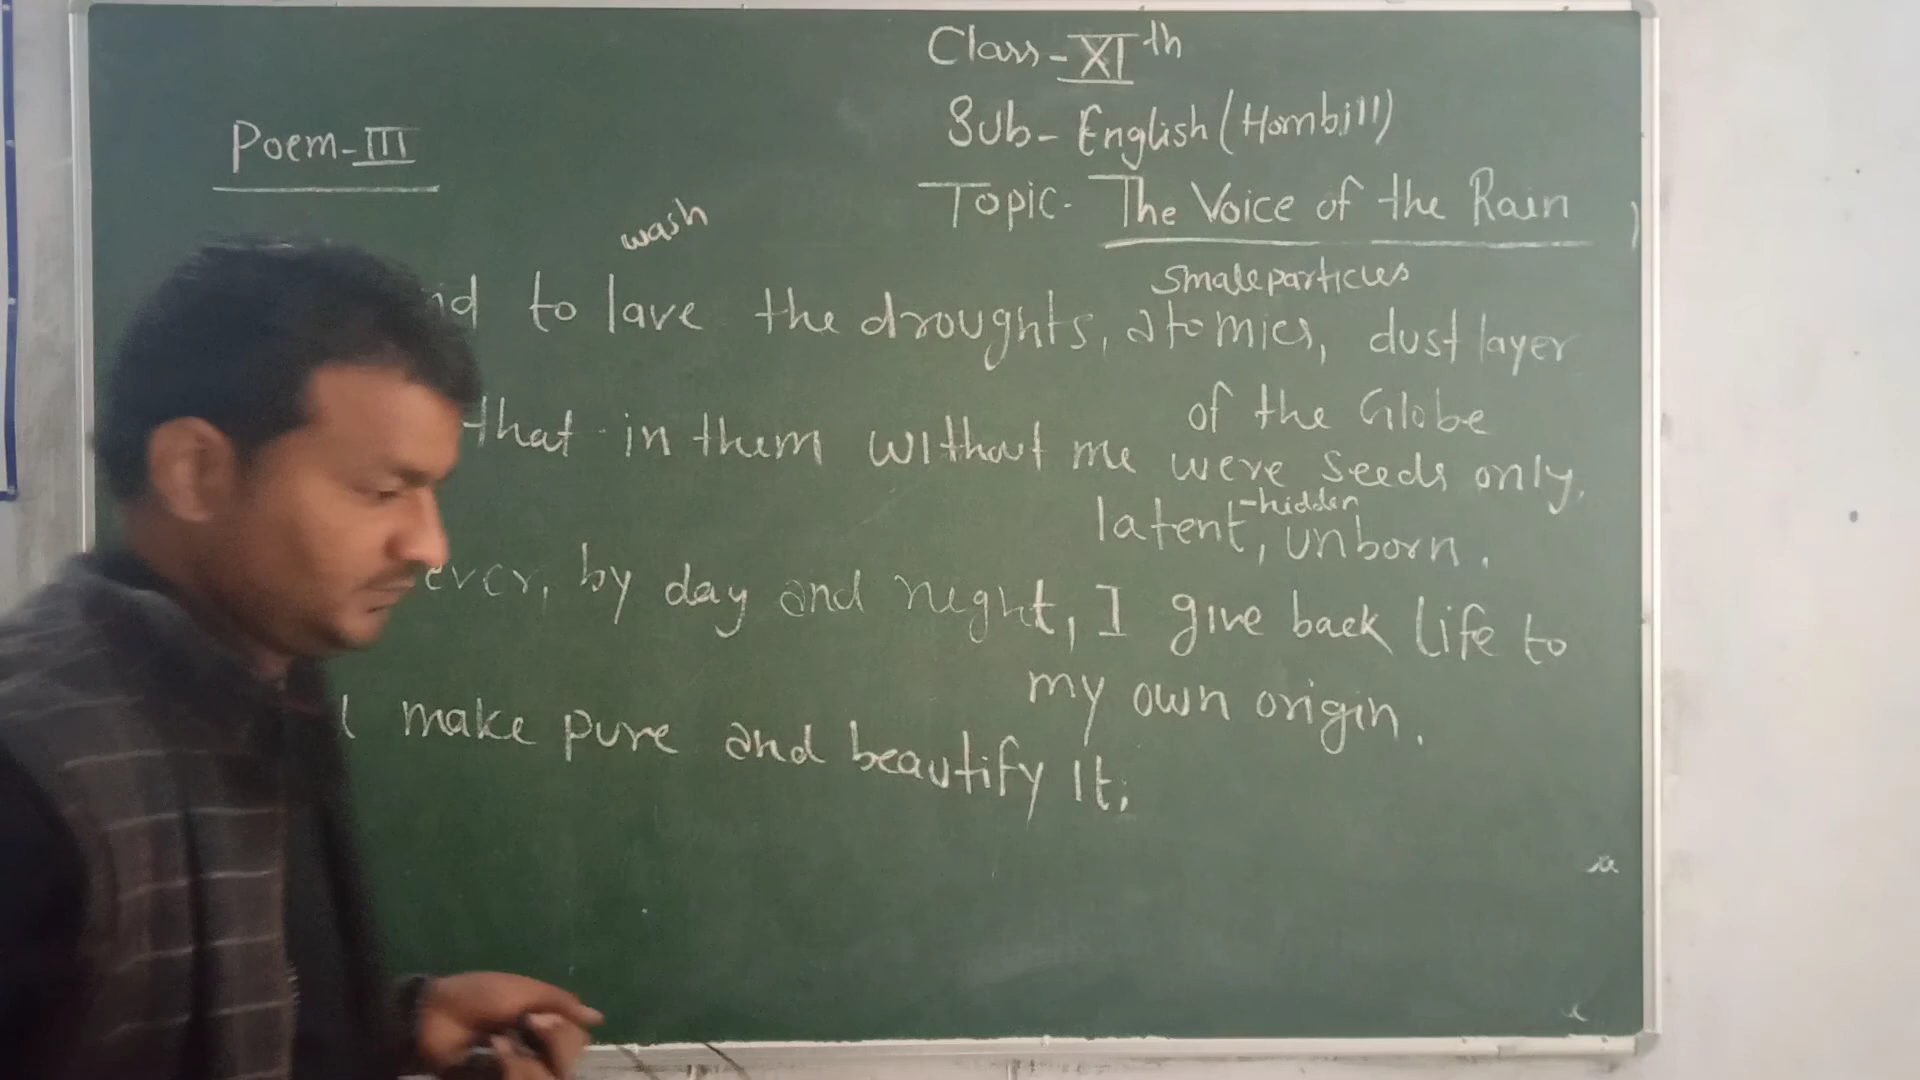 Class-XIth
Sub- English (Hornbill)
Poem-III
Topic- The Voice of the Rain
wash
small particles
to lave the droughts, atomies, dust layer
of the Globe
that in them without me were seeds only,
-hidden
latent, unborn.
ever, by day and night, I give back life to
my own origin.
make pure and beautify it;